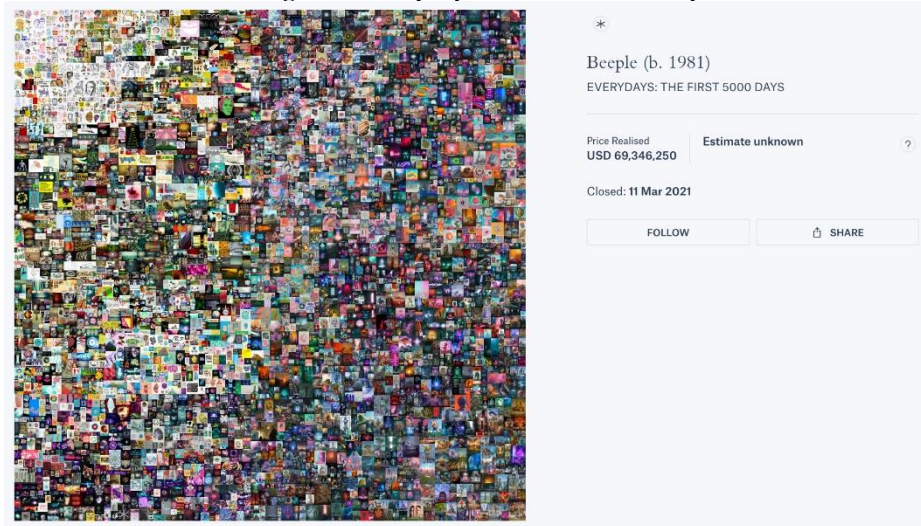 Beeple (b. 1981)
EVERYDAYS: THE FIRST 5000 DAYS
Price Realised
USD 69,346,250
Estimate unknown
?
Closed: 11 Mar 2021
FOLLOW
SHARE